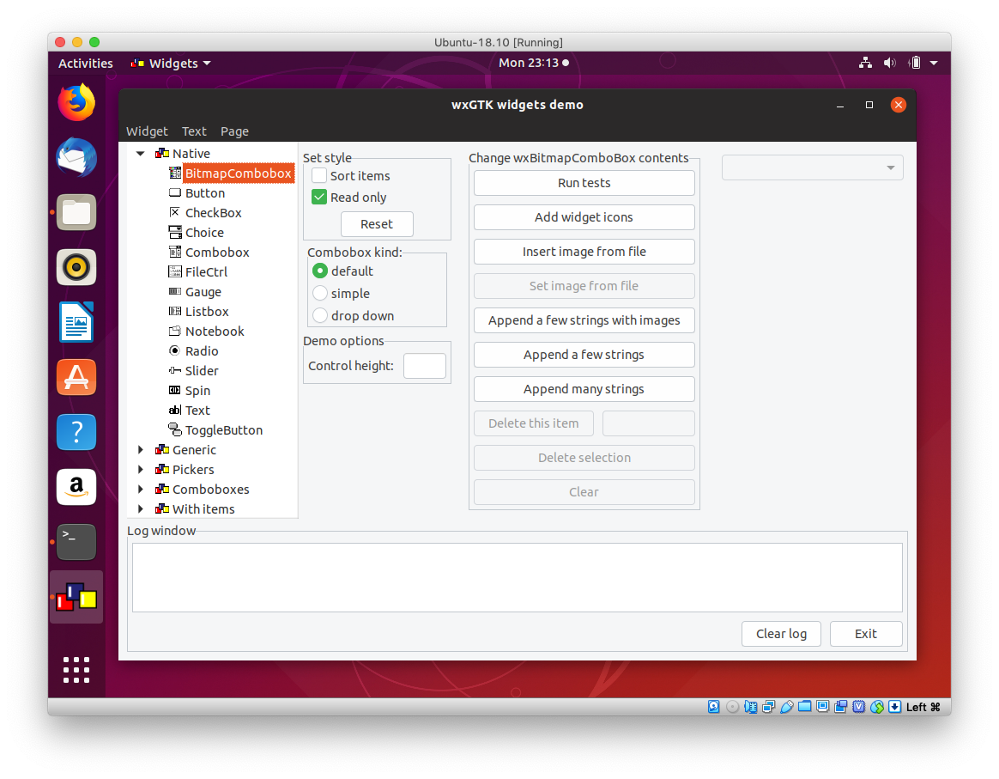 Ubuntu-18.10 [Running]
Activities Widgets Mon 23:13
wxGTK widgets demo
Widget Text Page
Native
BitmapCombobox
Button
CheckBox
Choice
Combobox
FileCtrl
Gauge
Listbox
Notebook
Radio
Slider
Spin
Text
ToggleButton
Generic
Pickers
Comboboxes
With items
Set style
Sort items
Read only
Reset
Combobox kind:
default
simple
drop down
Demo options
Control height:
Change wxBitmapComboBox contents
Run tests
Add widget icons
Insert image from file
Set image from file
Append a few strings with images
Append a few strings
Append many strings
Delete this item
Delete selection
Clear
Log window
Clear log Exit
Left ⌘